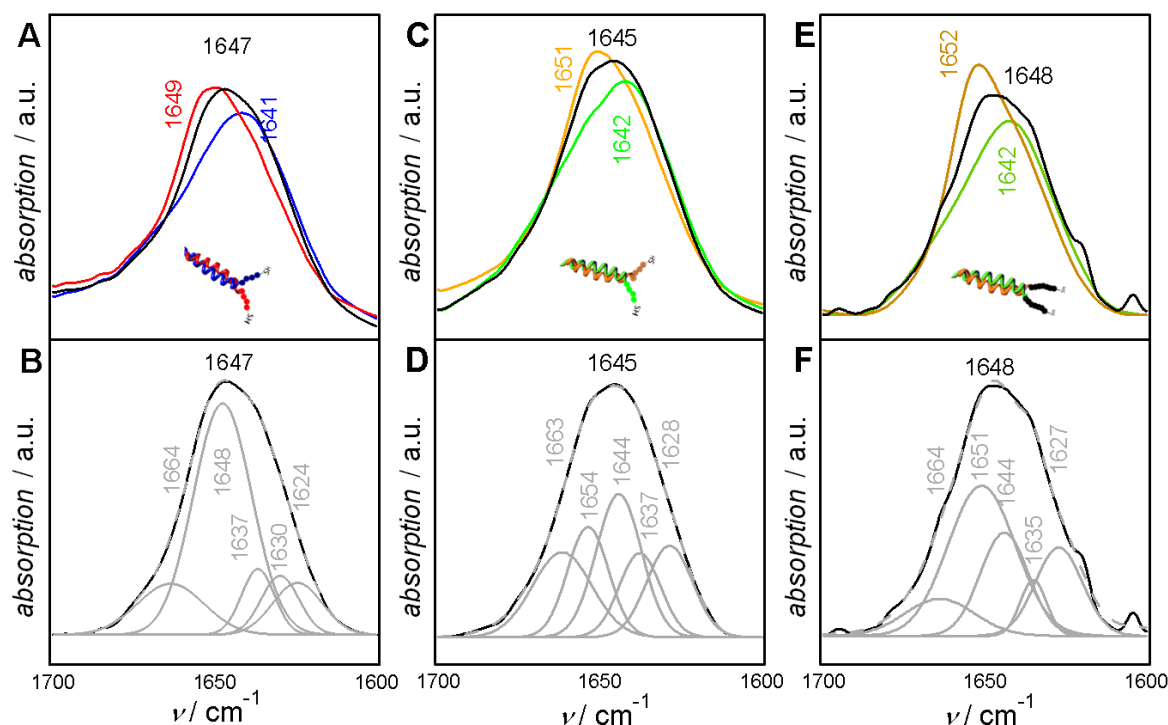 A
1647
1649
1641
absorption / a.u.
SH
C
1645
1651
1642
absorption / a.u.
HS
E
1652
1648
1642
absorption / a.u.
B
1647
1664
1648
1637
1630
1624
absorption / a.u.
1700
1650
1600
ν / cm⁻¹
D
1645
1663
1654
1644
1637
1628
absorption / a.u.
1700
1650
1600
ν / cm⁻¹
F
1648
1664
1651
1644
1635
1627
absorption / a.u.
1700
1650
1600
ν / cm⁻¹